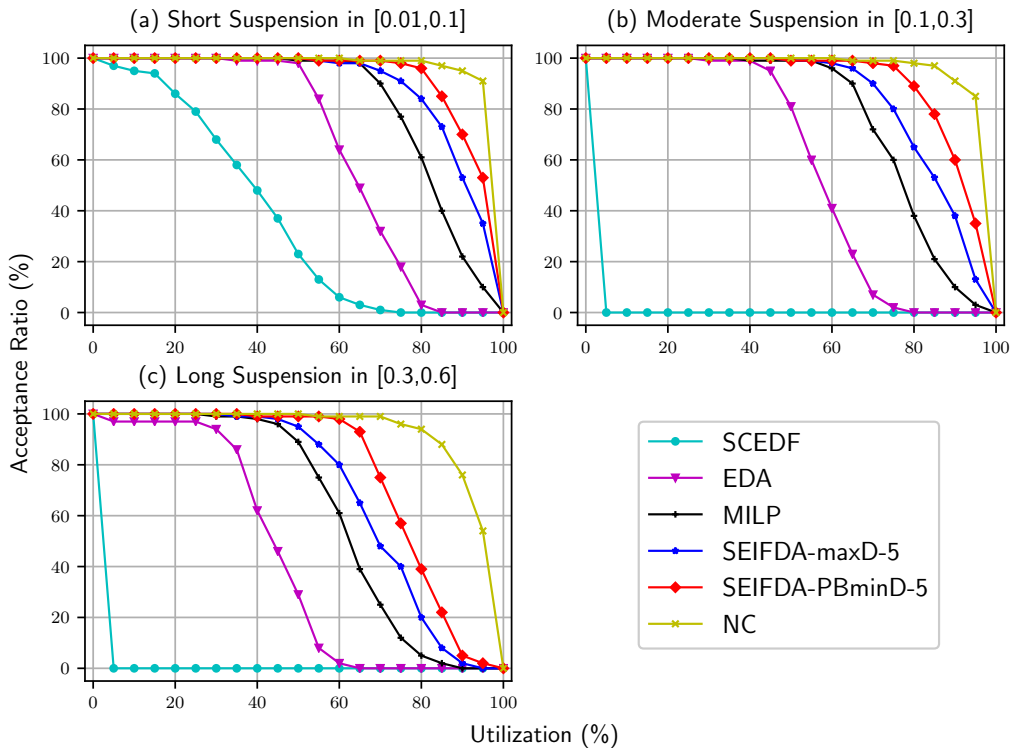 (a) Short Suspension in [0.01,0.1]
(b) Moderate Suspension in [0.1,0.3]
100
80
60
40
20
0
0 20 40 60 80 100
100
80
60
40
20
0
0 20 40 60 80 100
(c) Long Suspension in [0.3,0.6]
100
80
60
40
20
0
0 20 40 60 80 100
Acceptance Ratio (%)
Utilization (%)
SCEDF
EDA
MILP
SEIFDA-maxD-5
SEIFDA-PBminD-5
NC